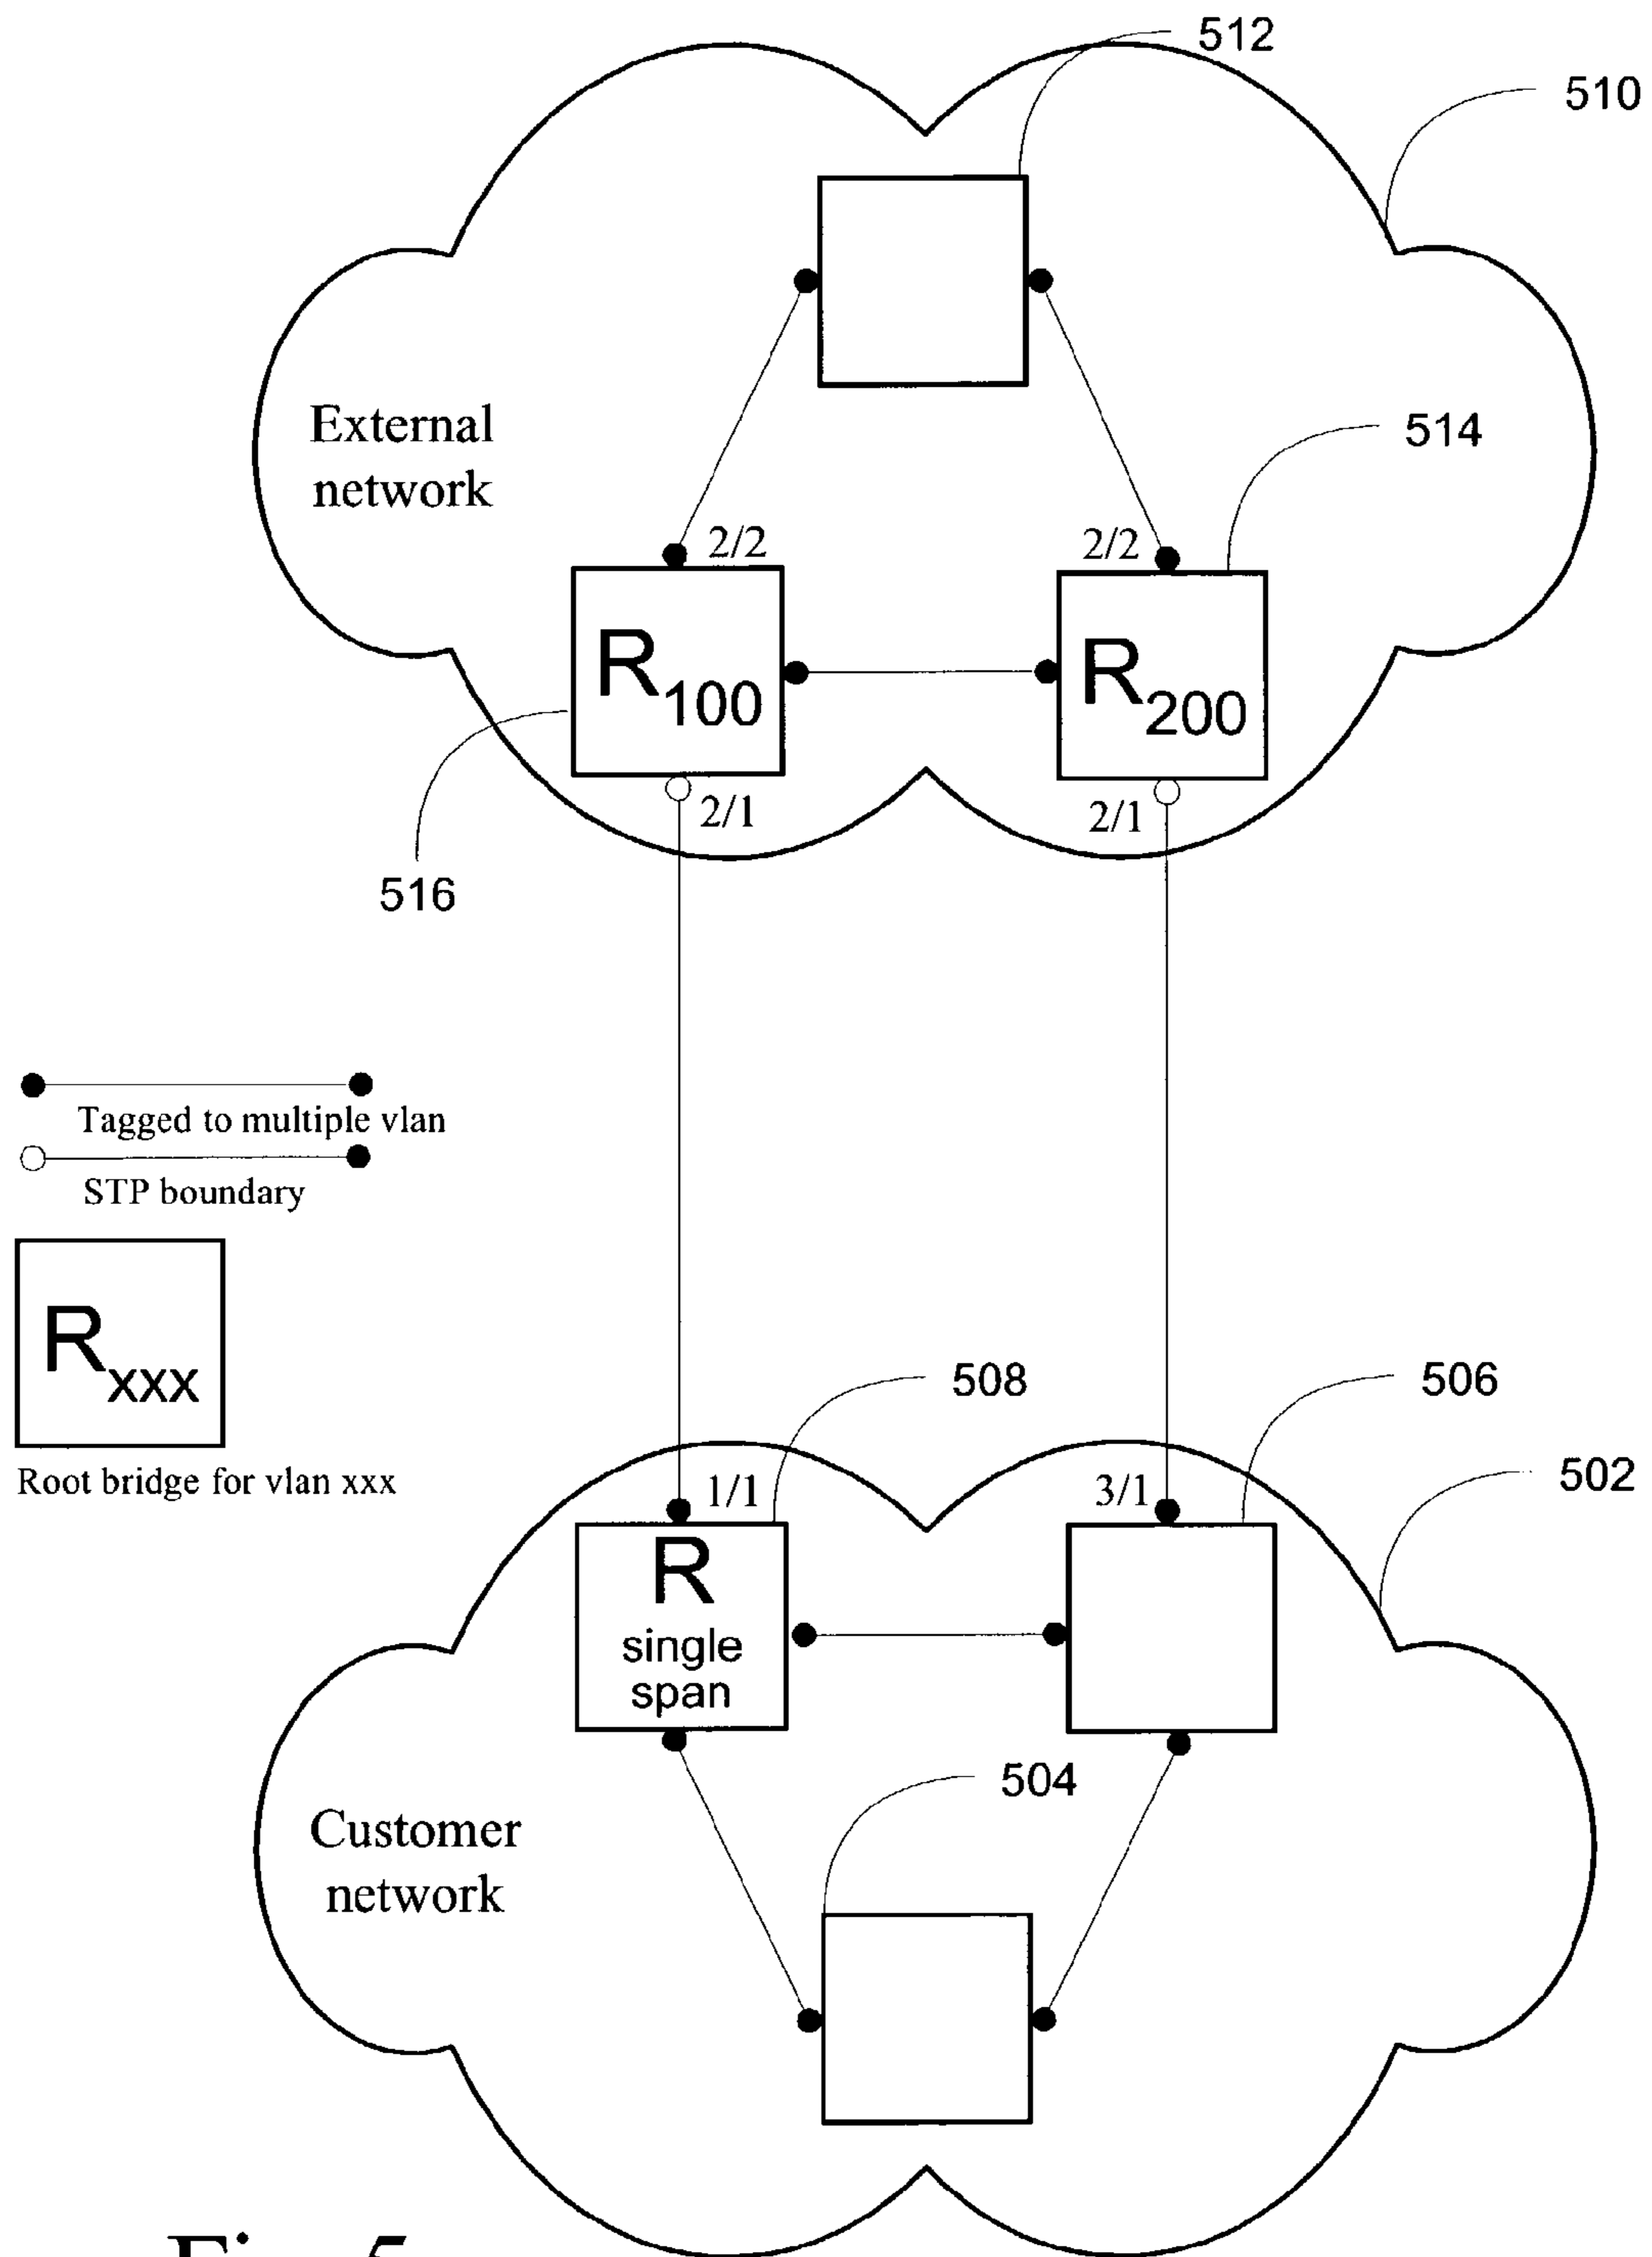 512
510
External
network
514
2/2
2/2
R100
R200
2/1
2/1
516
Tagged to multiple vlan
STP boundary
Rxxx
Root bridge for vlan xxx
508
506
502
1/1
3/1
R
single
span
504
Customer
network
Fig. 5